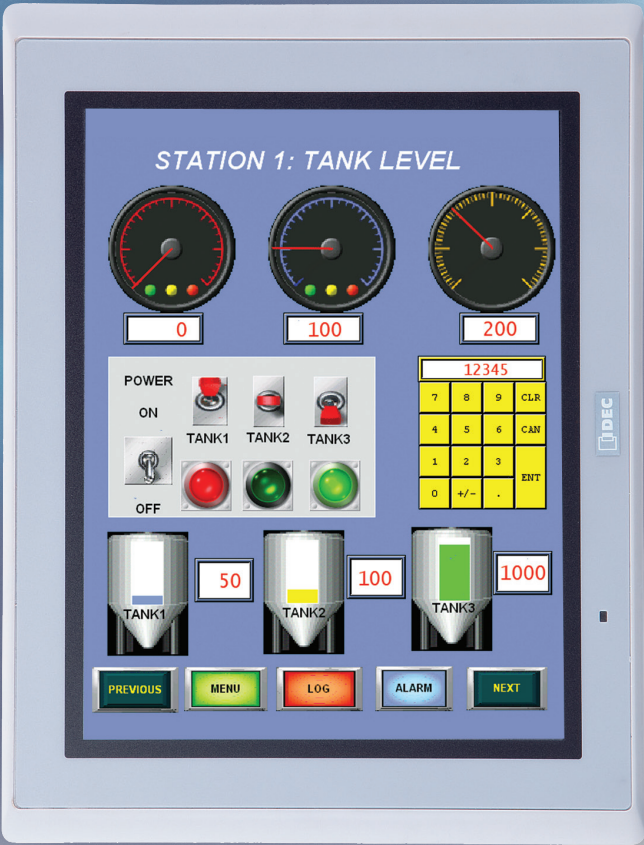 STATION 1: TANK LEVEL
0
100
200
POWER
ON
OFF
TANK1 TANK2 TANK3
12345
7 8 9 CLR
4 5 6 CAN
1 2 3
ENT
0 +/- .
IDEC
50
100
1000
TANK1
TANK2
TANK3
PREVIOUS
MENU
LOG
ALARM
NEXT